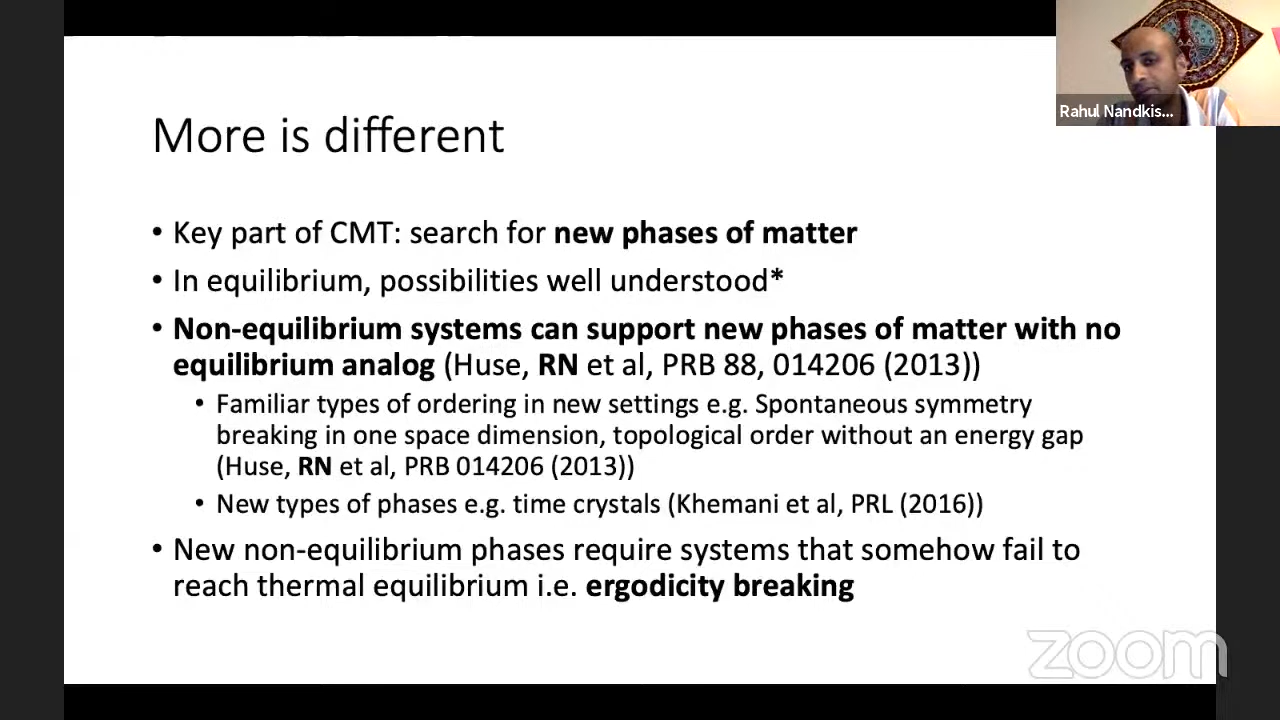 More is different
Rahul Nandkis...
• Key part of CMT: search for new phases of matter
• In equilibrium, possibilities well understood*
• Non-equilibrium systems can support new phases of matter with no
equilibrium analog (Huse, RN et al, PRB 88, 014206 (2013))
• Familiar types of ordering in new settings e.g. Spontaneous symmetry
breaking in one space dimension, topological order without an energy gap
(Huse, RN et al, PRB 014206 (2013))
• New types of phases e.g. time crystals (Khemani et al, PRL (2016))
• New non-equilibrium phases require systems that somehow fail to
reach thermal equilibrium i.e. ergodicity breaking
zoom